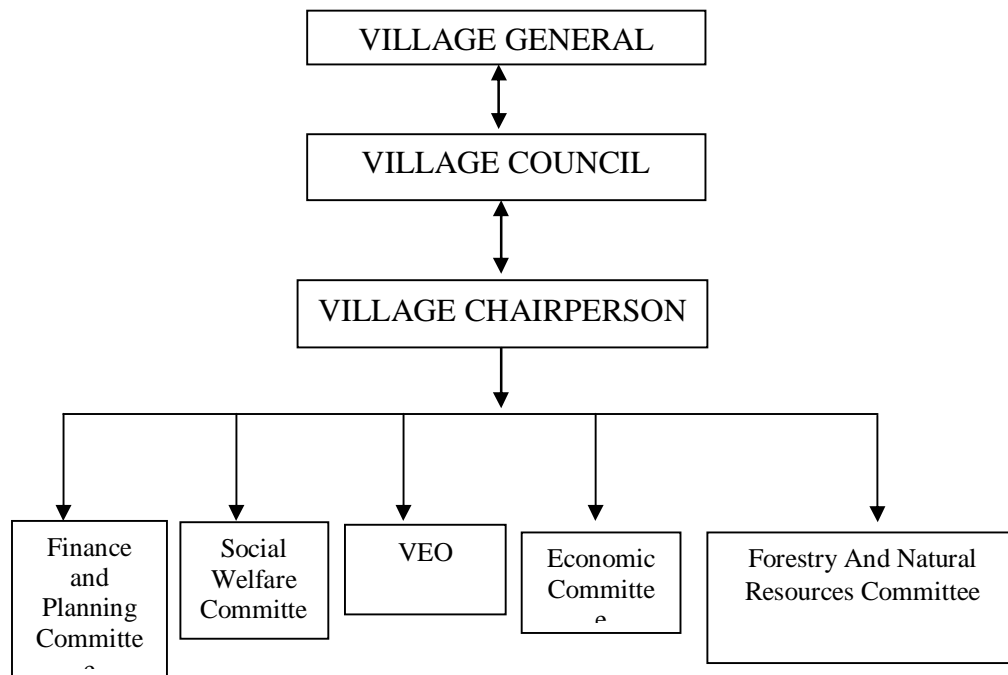 VILLAGE GENERAL
VILLAGE COUNCIL
VILLAGE CHAIRPERSON
Finance
and
Planning
Committe
e
Social
Welfare
Committe
VEO
Economic
Committe
e
Forestry And Natural
Resources Committee